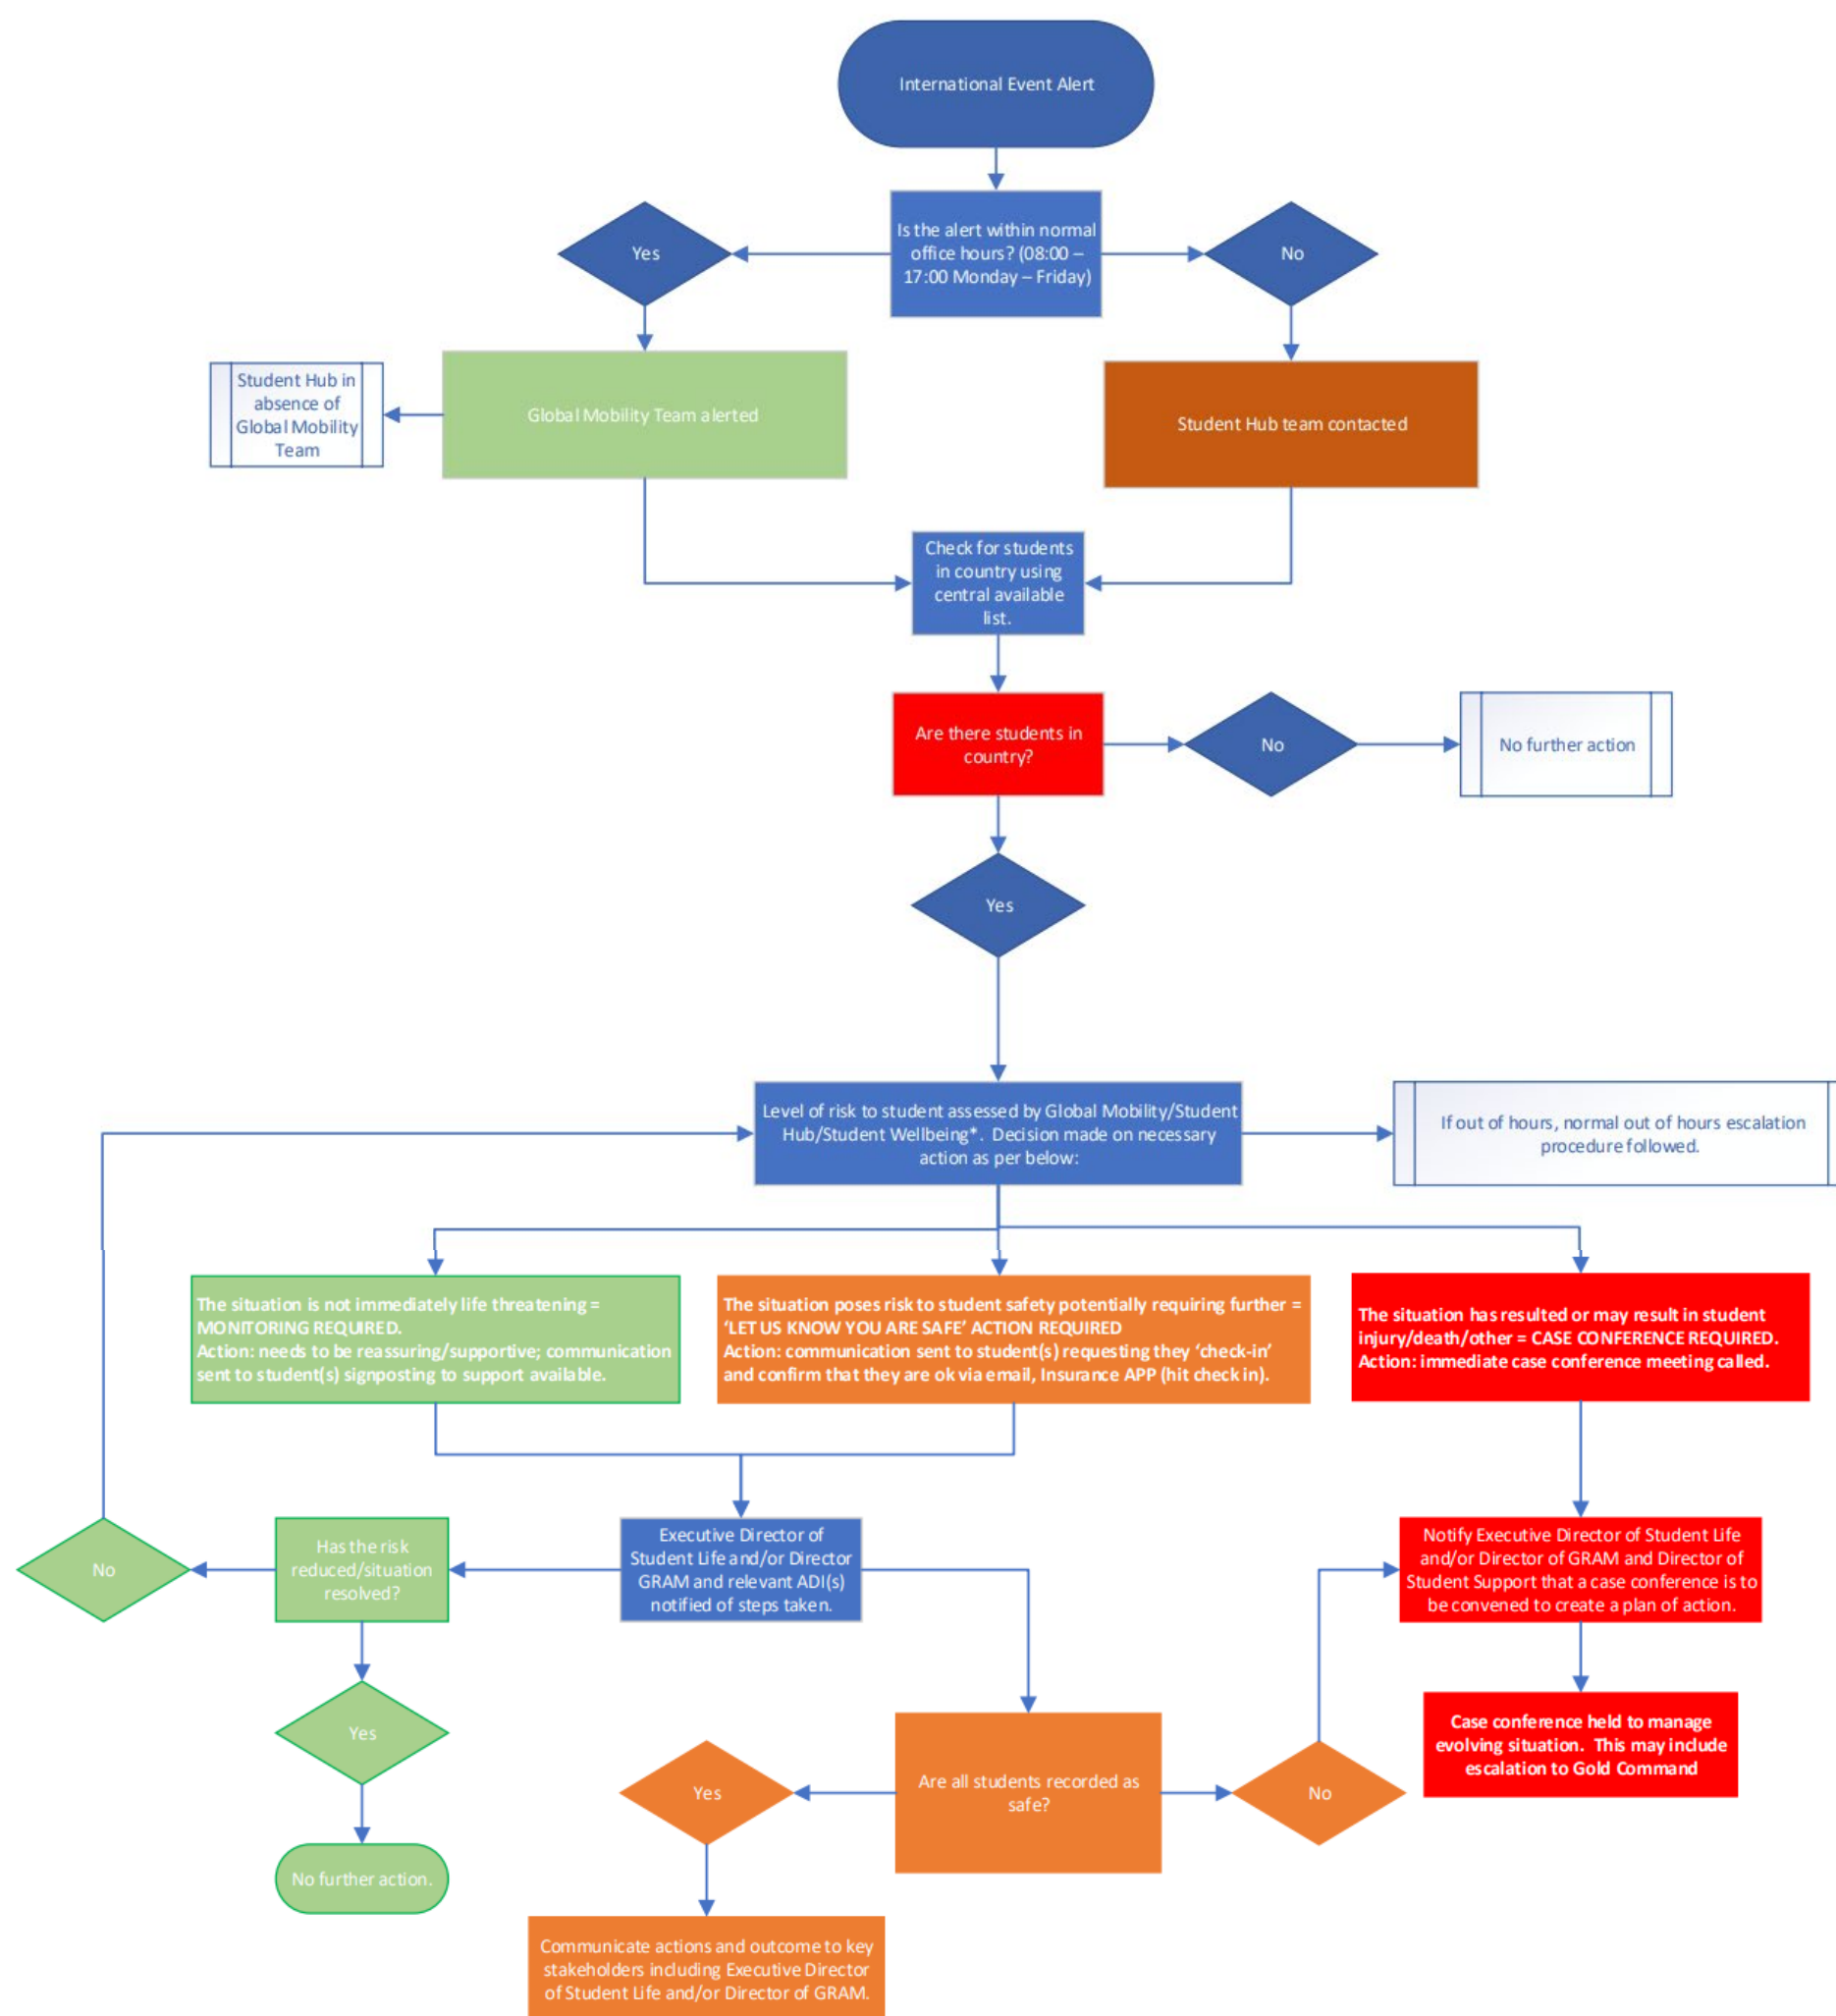 International Event Alert
Is the alert within normal
office hours? (08:00 –
17:00 Monday – Friday)
Yes
No
Student Hub in
absence of
Global Mobility
Team
Global Mobility Team alerted
Student Hub team contacted
Check for students
in country using
central available
list.
Are there students in
country?
No
No further action
Yes
Level of risk to student assessed by Global Mobility/Student
Hub/Student Wellbeing*.  Decision made on necessary
action as per below:
If out of hours, normal out of hours escalation
procedure followed.
The situation is not immediately life threatening =
MONITORING REQUIRED.
Action: needs to be reassuring/supportive; communication
sent to student(s) signposting to support available.
The situation poses risk to student safety potentially requiring further =
‘LET US KNOW YOU ARE SAFE’ ACTION REQUIRED
Action: communication sent to student(s) requesting they ‘check-in’
and confirm that they are ok via email, Insurance APP (hit check in).
The situation has resulted or may result in student
injury/death/other = CASE CONFERENCE REQUIRED.
Action: immediate case conference meeting called.
No
Has the risk
reduced/situation
resolved?
Executive Director of
Student Life and/or Director
GRAM and relevant ADI(s)
notified of steps taken.
Notify Executive Director of Student Life
and/or Director of GRAM and Director of
Student Support that a case conference is to
be convened to create a plan of action.
Yes
Case conference held to manage
evolving situation.  This may include
escalation to Gold Command
Yes
Are all students recorded as
safe?
No
No further action.
Communicate actions and outcome to key
stakeholders including Executive Director
of Student Life and/or Director of GRAM.